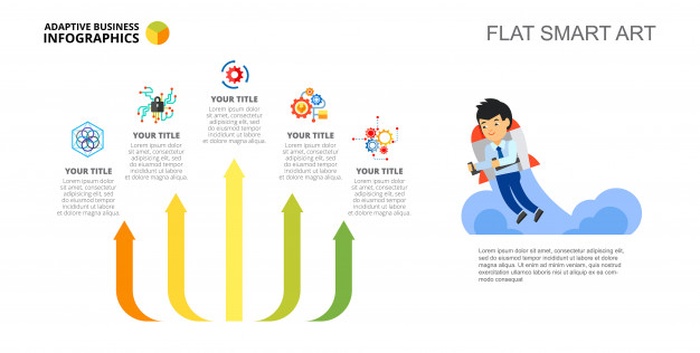 ADAPTIVE BUSINESS
INFOGRAPHICS
FLAT SMART ART
YOUR TITLE
Lorem ipsum dolor
sit amet, consectetur
adipiscing elit, sed
do eiusmod tempor
incididunt ut labore et
dolore magna aliqua.
YOUR TITLE
Lorem ipsum dolor
sit amet, consectetur
adipiscing elit, sed
do eiusmod tempor
incididunt ut labore et
dolore magna aliqua.
YOUR TITLE
Lorem ipsum dolor
sit amet, consectetur
adipiscing elit, sed
do eiusmod tempor
incididunt ut labore et
dolore magna aliqua.
YOUR TITLE
Lorem ipsum dolor
sit amet, consectetur
adipiscing elit, sed
do eiusmod tempor
incididunt ut labore et
dolore magna aliqua.
YOUR TITLE
Lorem ipsum dolor
sit amet, consectetur
adipiscing elit, sed
do eiusmod tempor
incididunt ut labore et
dolore magna aliqua.
Lorem ipsum dolor sit amet, consectetur
adipiscing elit, sed do eiusmod tempor
incididunt ut labore et dolore magna
aliqua. Ut enim ad minim veniam, quis
nostrud exercitation ullamco laboris nisi
ut aliquip ex ea commodo consequat